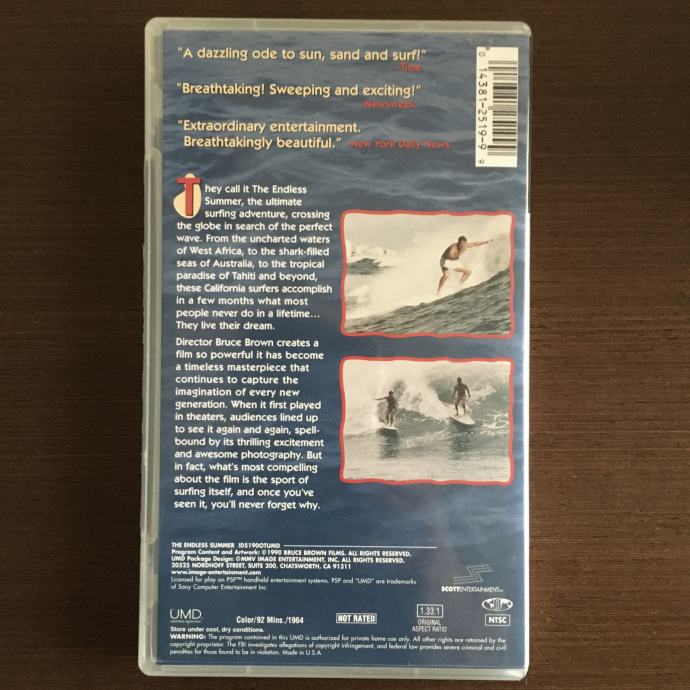 "A dazzling ode to sun, sand and surf!"
-Time
"Breathtaking! Sweeping and exciting!"
-Newsweek
"Extraordinary entertainment.
Breathtakingly beautiful." -New York Daily News
0 14381-2519-9 9
They call it The Endless
Summer, the ultimate
surfing adventure, crossing
the globe in search of the perfect
wave. From the uncharted waters
of West Africa, to the shark-filled
seas of Australia, to the tropical
paradise of Tahiti and beyond,
these California surfers accomplish
in a few months what most
people never do in a lifetime...
They live their dream.
Director Bruce Brown creates a
film so powerful it has become
a timeless masterpiece that
continues to capture the
imagination of every new
generation. When it first played
in theaters, audiences lined up
to see it again and again, spell-
bound by its thrilling excitement
and awesome photography. But
in fact, what's most compelling
about the film is the sport of
surfing itself, and once you've
seen it, you'll never forget why.
THE ENDLESS SUMMER ID5190OTUMD
Program Content and Artwork: ©1990 BRUCE BROWN FILMS. ALL RIGHTS RESERVED.
UMD Package Design: ©MMV IMAGE ENTERTAINMENT, INC. ALL RIGHTS RESERVED.
20525 NORDHOFF STREET, SUITE 200, CHATSWORTH, CA 91311
www.image-entertainment.com
Licensed for play on PSP™ handheld entertainment systems. PSP and "UMD" are trademarks
of Sony Computer Entertainment Inc.
SCOTT ENTERTAINMENT INC
UMD
Color/92 Mins./1964
NOT RATED
1.33:1
ORIGINAL
ASPECT RATIO
NTSC
Store under cool, dry conditions.
WARNING: The program contained in this UMD is authorized for private home use only. All other rights are retained by the
copyright proprietor. The FBI investigates allegations of copyright infringement, and federal law provides severe criminal and civil
penalties for those found to be in violation. Made in U.S.A.